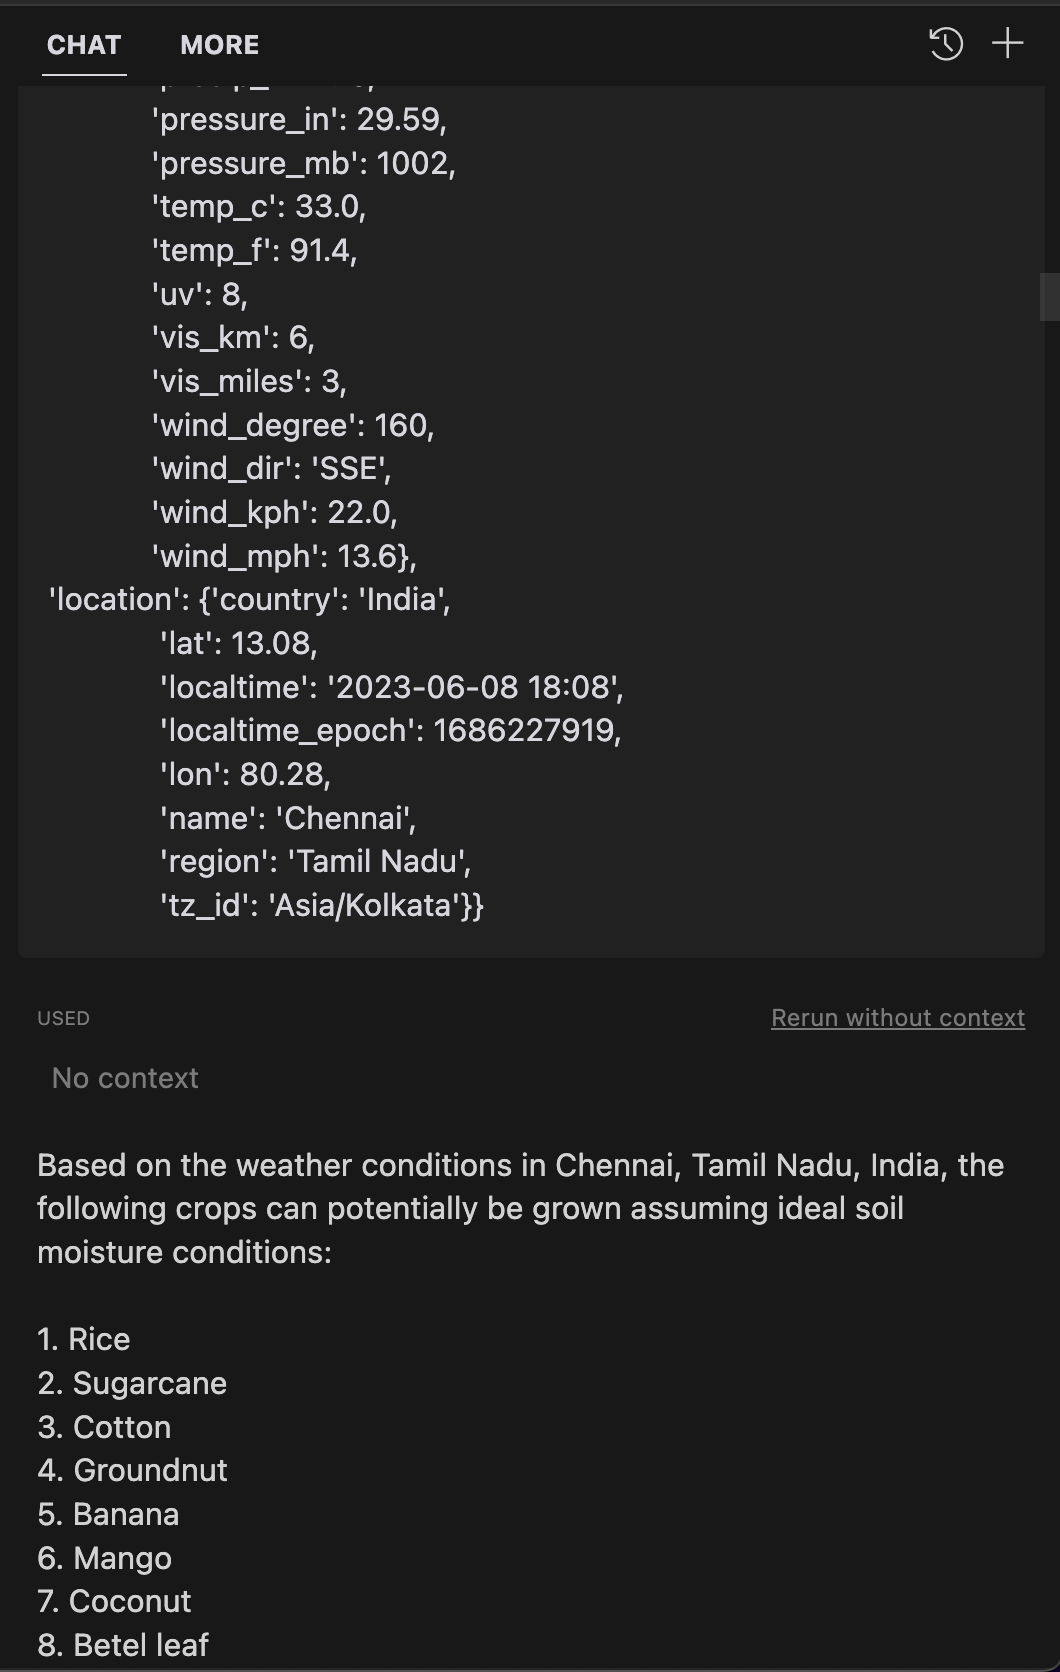 CHAT MORE
'pressure_in': 29.59,
'pressure_mb': 1002,
'temp_c': 33.0,
'temp_f': 91.4,
'uv': 8,
'vis_km': 6,
'vis_miles': 3,
'wind_degree': 160,
'wind_dir': 'SSE',
'wind_kph': 22.0,
'wind_mph': 13.6},
'location': {'country': 'India',
'lat': 13.08,
'localtime': '2023-06-08 18:08',
'localtime_epoch': 1686227919,
'lon': 80.28,
'name': 'Chennai',
'region': 'Tamil Nadu',
'tz_id': 'Asia/Kolkata'}}
USED Rerun without context
No context
Based on the weather conditions in Chennai, Tamil Nadu, India, the
following crops can potentially be grown assuming ideal soil
moisture conditions:
1. Rice
2. Sugarcane
3. Cotton
4. Groundnut
5. Banana
6. Mango
7. Coconut
8. Betel leaf